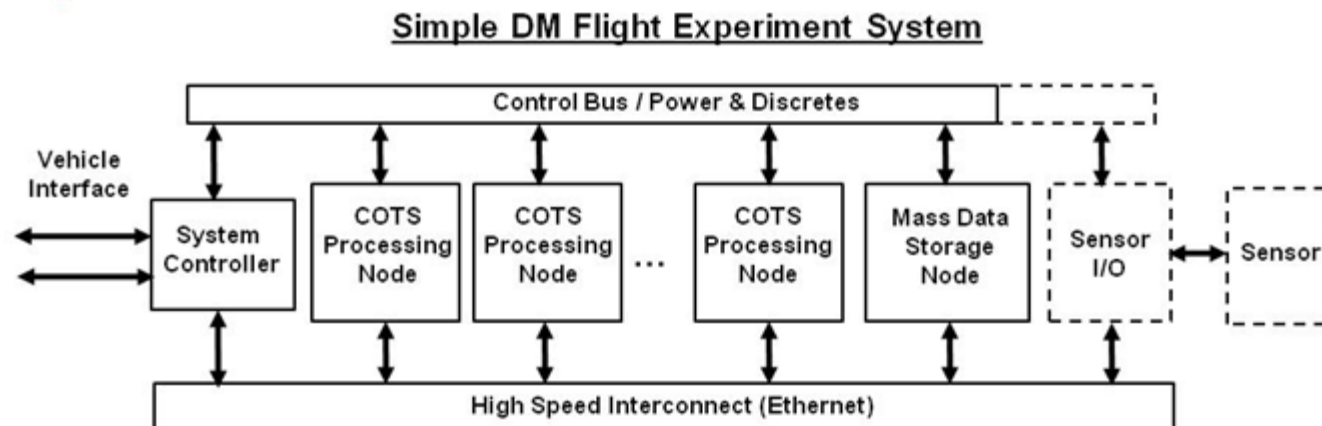 Simple DM Flight Experiment System
Control Bus / Power & Discretes
Vehicle
Interface
System
Controller
COTS
Processing
Node
COTS
Processing
Node
...
COTS
Processing
Node
Mass Data
Storage
Node
Sensor
I/O
Sensor
High Speed Interconnect (Ethernet)